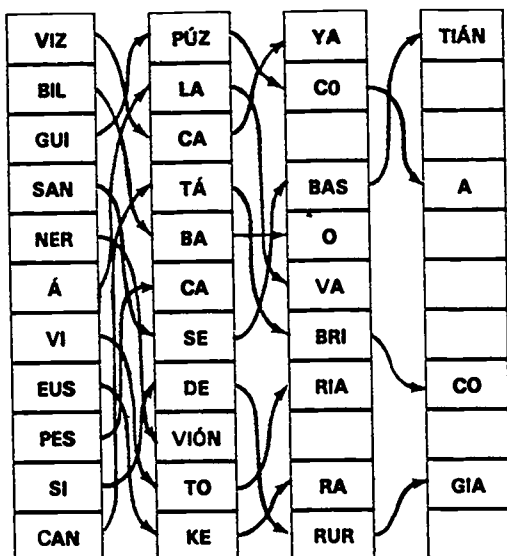 VIZ PÚZ YA TIÁN
BIL LA CO
GUI CA
SAN TÁ BAS A
NER BA O
Á CA VA
VI SE BRI
EUS DE RIA CO
PES VIÓN
SI TO RA GIA
CAN KE RUR